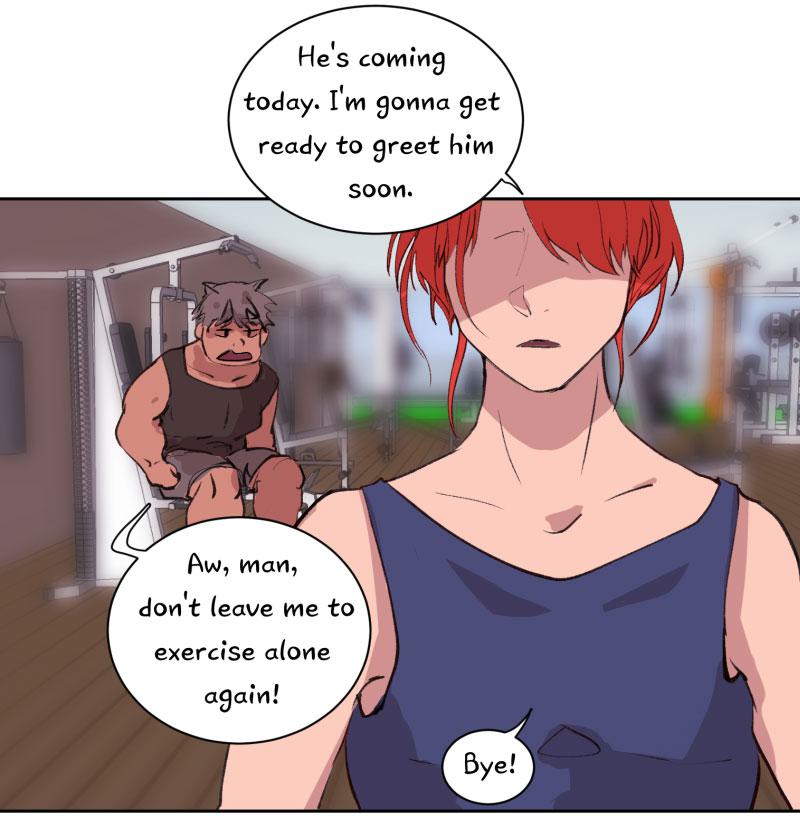 He's coming
today. I'm gonna get
ready to greet him
soon.
Aw, man,
don't leave me to
exercise alone
again!
Bye!